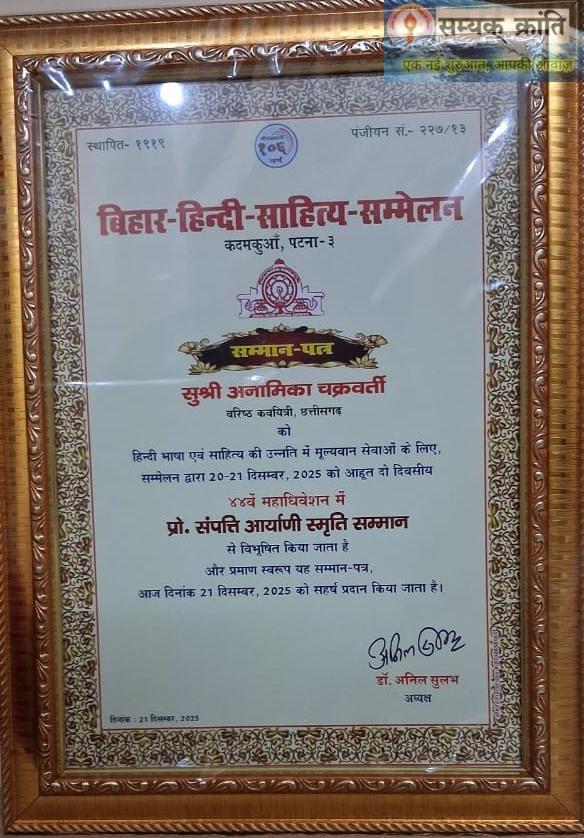 सम्यक क्रांति
एक नई शुरुआत, आपकी आवाज़
स्थापित- १९१९
पंजीयन सं.- २२७/१३
१०६
वर्ष
बिहार-हिन्दी-साहित्य-सम्मेलन
कदमकुआँ, पटना-३
सम्मान-पत्र
सुश्री अनामिका चक्रवर्ती
वरिष्ठ कवयित्री, छत्तीसगढ़
को
हिन्दी भाषा एवं साहित्य की उन्नति में मूल्यवान सेवाओं के लिए,
सम्मेलन द्वारा 20-21 दिसम्बर, 2025 को आहूत दो दिवसीय
४४वें महाधिवेशन में
प्रो. संपत्ति आर्याणी स्मृति सम्मान
से विभूषित किया जाता है
और प्रमाण स्वरूप यह सम्मान-पत्र,
आज दिनांक 21 दिसम्बर, 2025 को सहर्ष प्रदान किया जाता है।
डॉ. अनिल सुलभ
अध्यक्ष
दिनांक : 21 दिसम्बर, 2025